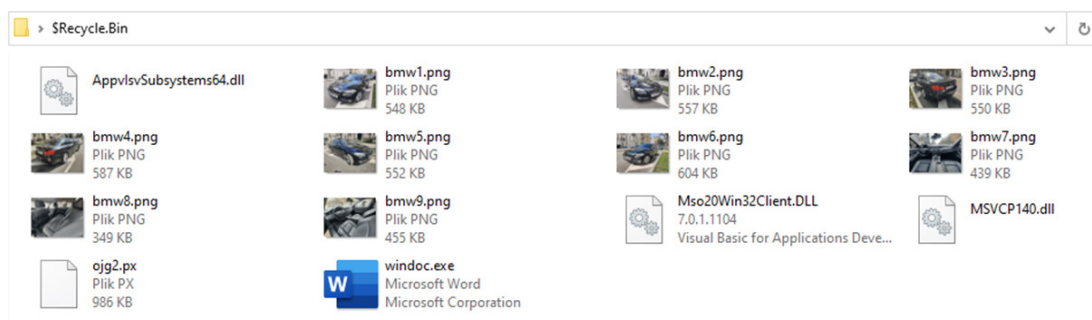 $Recycle.Bin
AppvIsvSubsystems64.dll
bmw1.png
Plik PNG
548 KB
bmw2.png
Plik PNG
557 KB
bmw3.png
Plik PNG
550 KB
bmw4.png
Plik PNG
587 KB
bmw5.png
Plik PNG
552 KB
bmw6.png
Plik PNG
604 KB
bmw7.png
Plik PNG
439 KB
bmw8.png
Plik PNG
349 KB
bmw9.png
Plik PNG
455 KB
Mso20Win32Client.DLL
7.0.1.1104
Visual Basic for Applications Deve...
MSVCP140.dll
ojg2.px
Plik PX
986 KB
W
windoc.exe
Microsoft Word
Microsoft Corporation